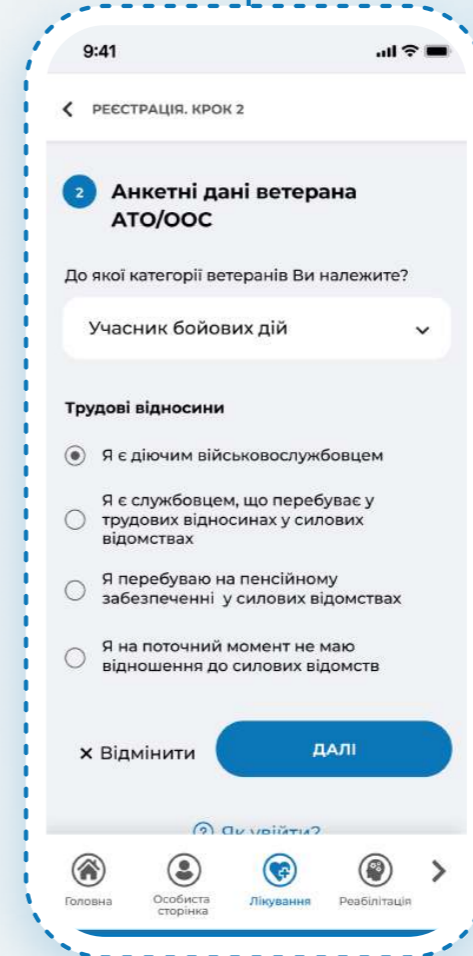 9:41
РЕЄСТРАЦІЯ. КРОК 2
2
Анкетні дані ветерана
АТО/ООС
До якої категорії ветеранів Ви належите?
Учасник бойових дій
Трудові відносини
Я є діючим військовослужбовцем
Я є службовцем, що перебуває у
трудових відносинах у силових
відомствах
Я перебуваю на пенсійному
забезпеченні у силових відомствах
Я на поточний момент не маю
відношення до силових відомств
× Відмінити
ДАЛІ
? Як увійти?
Головна
Особиста
сторінка
Лікування
Реабілітація